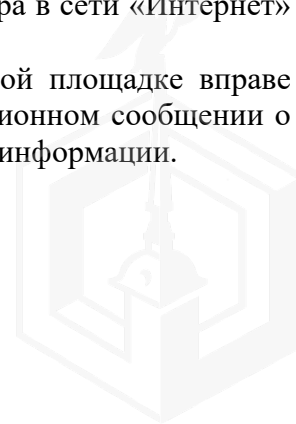 ра в сети «Интернет»
ой площадке вправе
ионном сообщении о
информации.